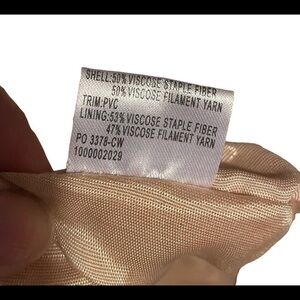 SHELL:50% VISCOSE STAPLE FIBER
50% VISCOSE FILAMENT YARN
TRIM:PVC
LINING:53% VISCOSE STAPLE FIBER
47% VISCOSE FILAMENT YARN
PO 3378-CW
1000002029